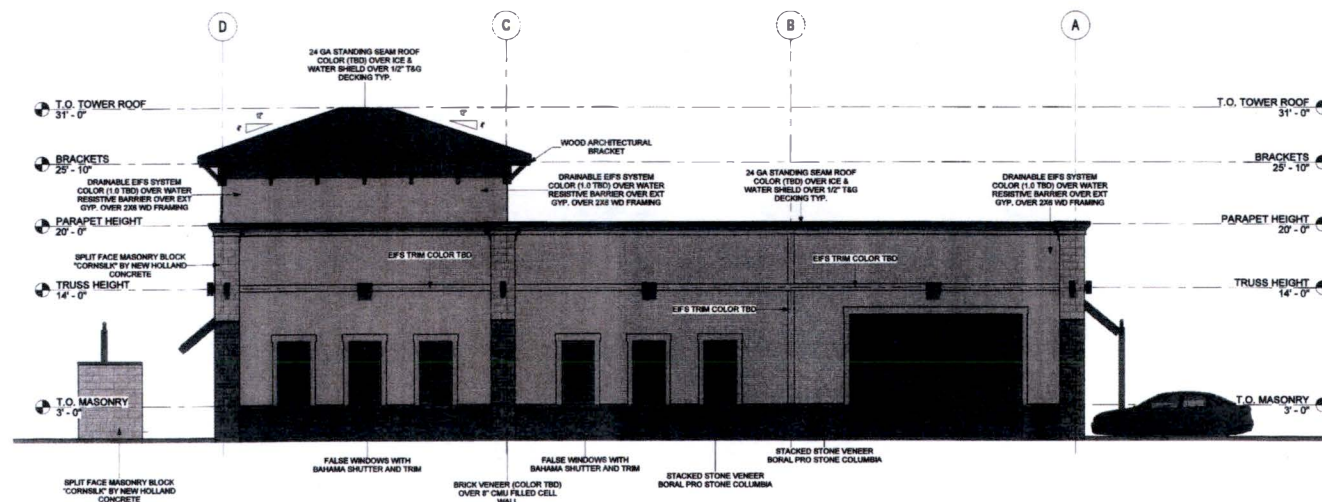 D
C
B
A
24 GA STANDING SEAM ROOF
COLOR (TBD) OVER ICE &
WATER SHIELD OVER 1/2" T&G
DECKING TYP.
T.O. TOWER ROOF
31' - 0"
T.O. TOWER ROOF
31' - 0"
12"
12"
WOOD ARCHITECTURAL
BRACKET
BRACKETS
25' - 10"
BRACKETS
25' - 10"
DRAINABLE EIFS SYSTEM
COLOR (1.0 TBD) OVER WATER
RESISTIVE BARRIER OVER EXT
GYP. OVER 2X6 WD FRAMING
DRAINABLE EIFS SYSTEM
COLOR (1.0 TBD) OVER WATER
RESISTIVE BARRIER OVER EXT
GYP. OVER 2X6 WD FRAMING
24 GA STANDING SEAM ROOF
COLOR (TBD) OVER ICE &
WATER SHIELD OVER 1/2" T&G
DECKING TYP.
DRAINABLE EIFS SYSTEM
COLOR (1.0 TBD) OVER WATER
RESISTIVE BARRIER OVER EXT
GYP. OVER 2X6 WD FRAMING
PARAPET HEIGHT
20' - 0"
PARAPET HEIGHT
20' - 0"
SPLIT FACE MASONRY BLOCK
"CORNSILK" BY NEW HOLLAND
CONCRETE
EIFS TRIM COLOR TBD
EIFS TRIM COLOR TBD
TRUSS HEIGHT
14' - 0"
TRUSS HEIGHT
14' - 0"
EIFS TRIM COLOR TBD
T.O. MASONRY
3' - 0"
T.O. MASONRY
3' - 0"
FALSE WINDOWS WITH
BAHAMA SHUTTER AND TRIM
FALSE WINDOWS WITH
BAHAMA SHUTTER AND TRIM
STACKED STONE VENEER
BORAL PRO STONE COLUMBIA
STACKED STONE VENEER
BORAL PRO STONE COLUMBIA
SPLIT FACE MASONRY BLOCK
"CORNSILK" BY NEW HOLLAND
CONCRETE
BRICK VENEER (COLOR TBD)
OVER 8" CMU FILLED CELL
WALL